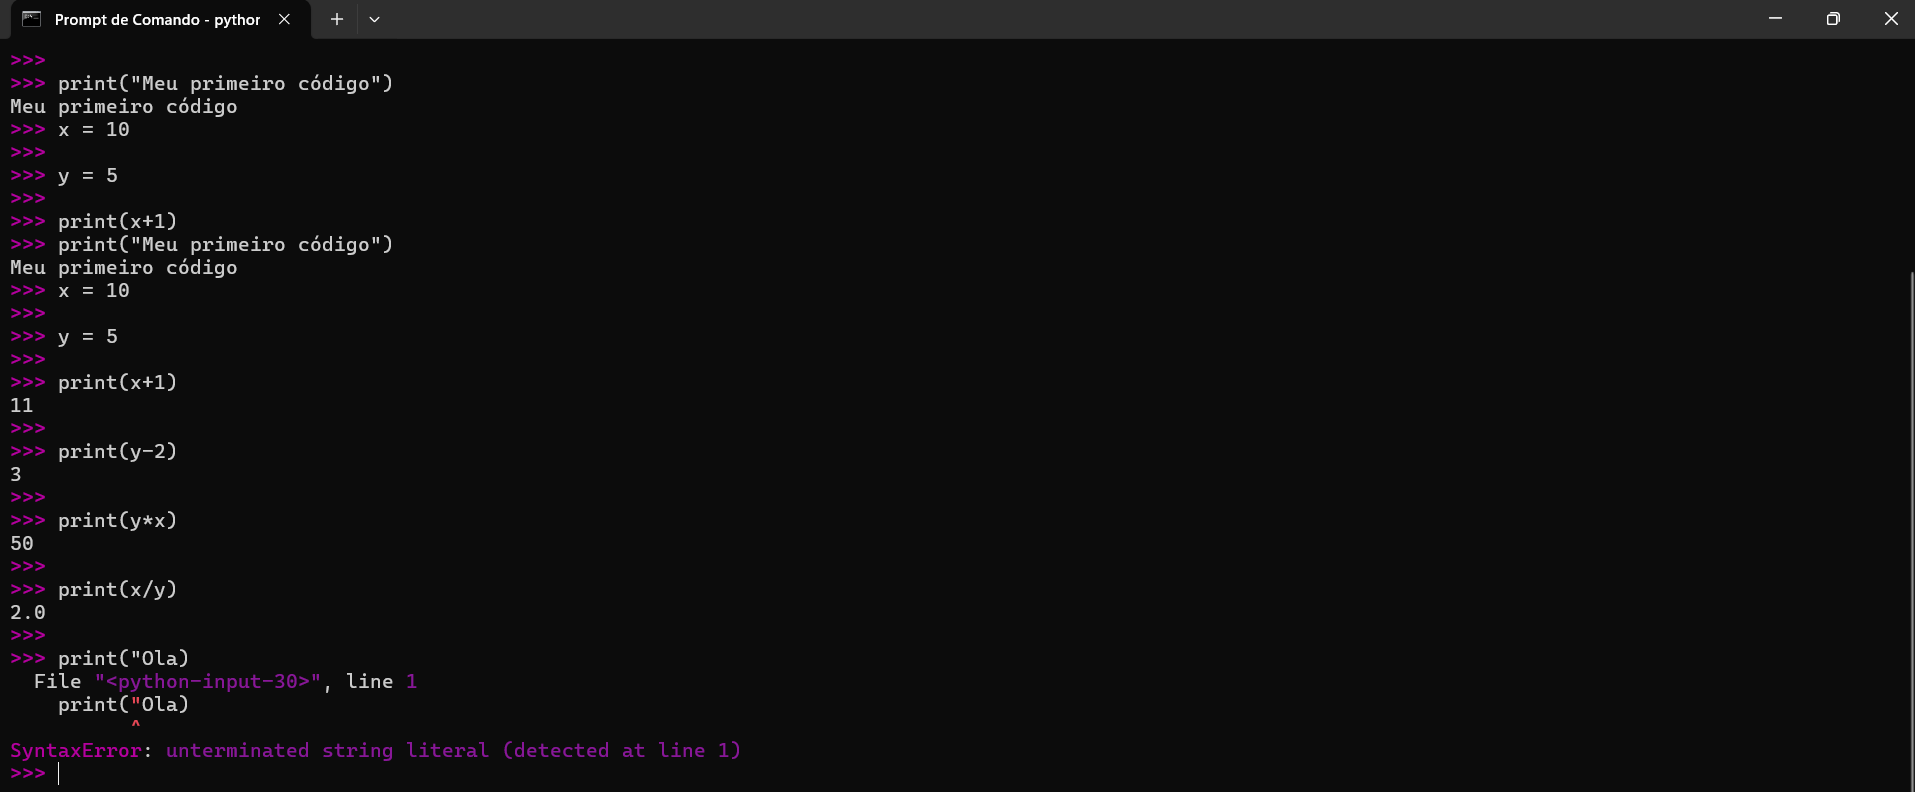 Prompt de Comando - python
>>>
>>> print("Meu primeiro código")
Meu primeiro código
>>> x = 10
>>>
>>> y = 5
>>>
>>> print(x+1)
>>> print("Meu primeiro código")
Meu primeiro código
>>> x = 10
>>>
>>> y = 5
>>>
>>> print(x+1)
11
>>>
>>> print(y-2)
3
>>>
>>> print(y*x)
50
>>>
>>> print(x/y)
2.0
>>>
>>> print("Ola)
  File "<python-input-30>", line 1
    print("Ola)
          ^
SyntaxError: unterminated string literal (detected at line 1)
>>>